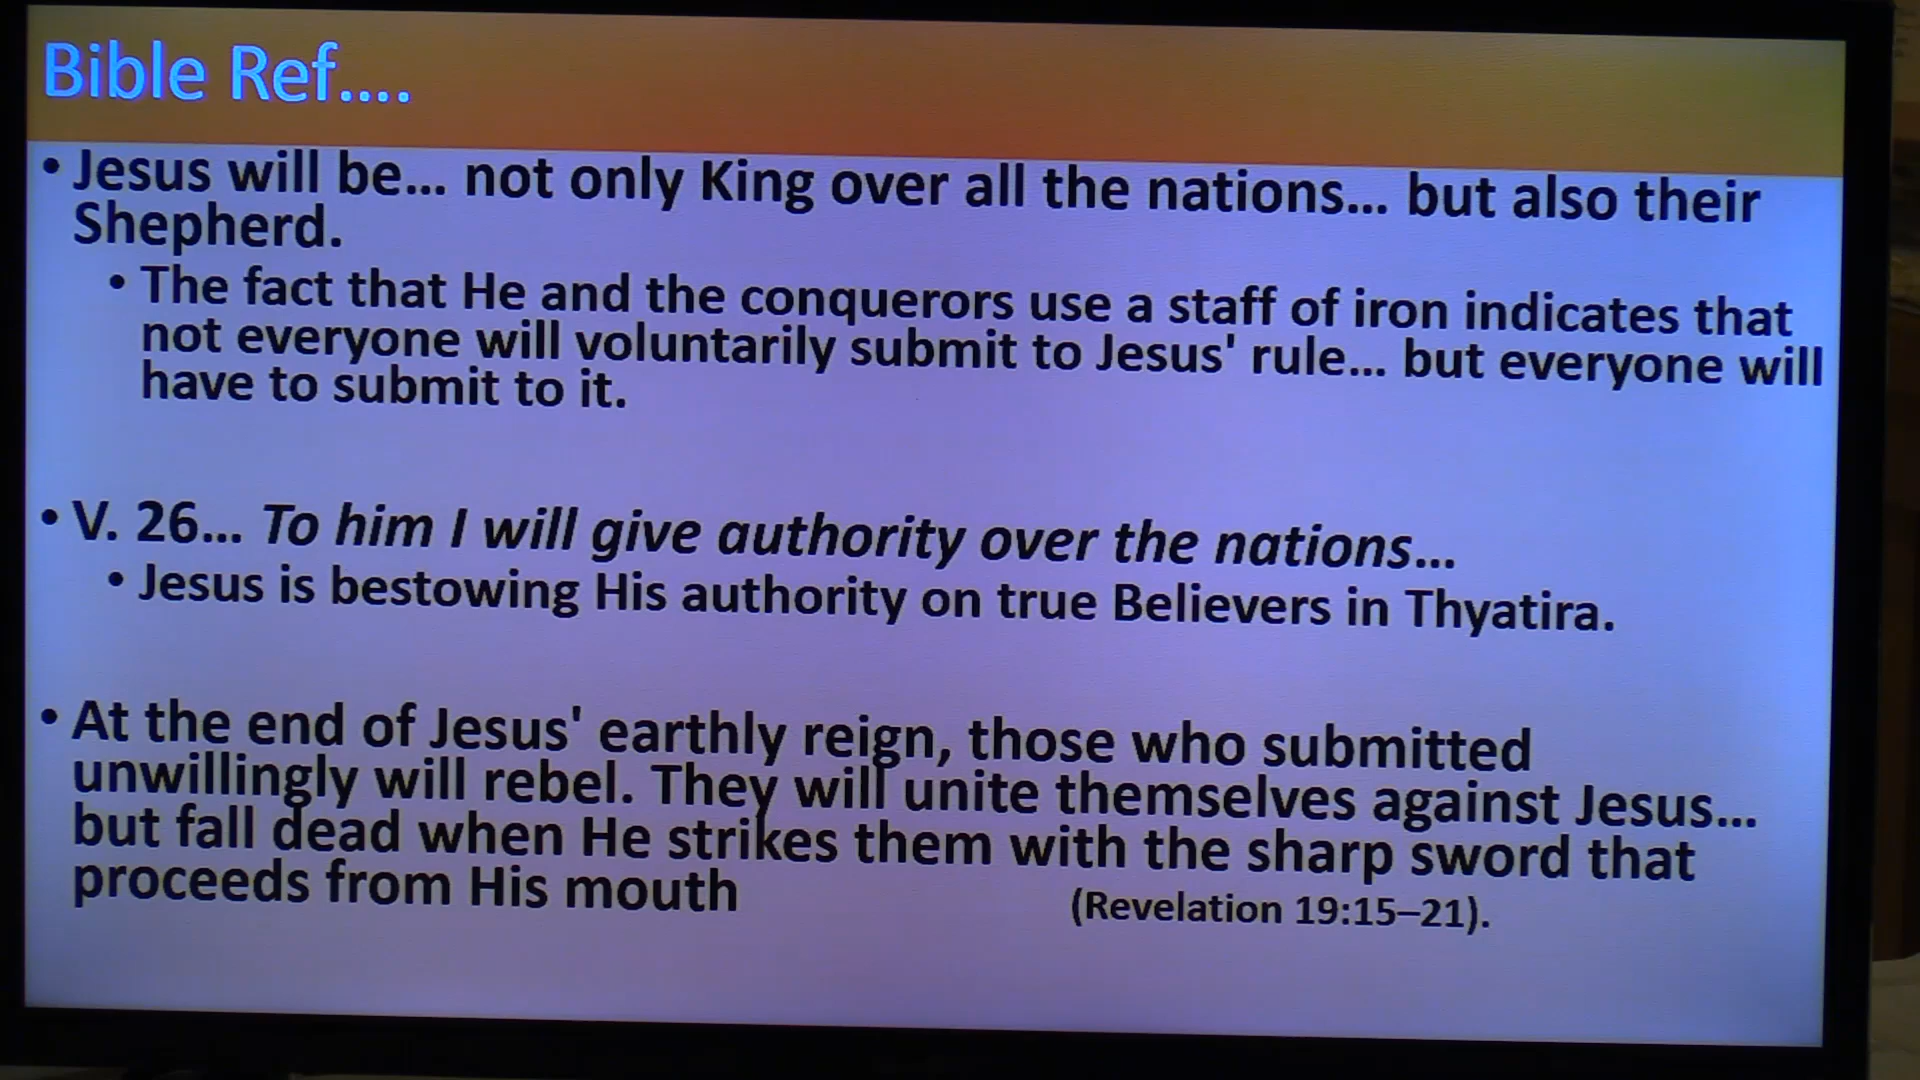 Bible Ref....
• Jesus will be... not only King over all the nations... but also their
Shepherd.
• The fact that He and the conquerors use a staff of iron indicates that
not everyone will voluntarily submit to Jesus' rule... but everyone will
have to submit to it.
• V. 26... To him I will give authority over the nations...
• Jesus is bestowing His authority on true Believers in Thyatira.
• At the end of Jesus' earthly reign, those who submitted
unwillingly will rebel. They will unite themselves against Jesus...
but fall dead when He strikes them with the sharp sword that
proceeds from His mouth (Revelation 19:15–21).